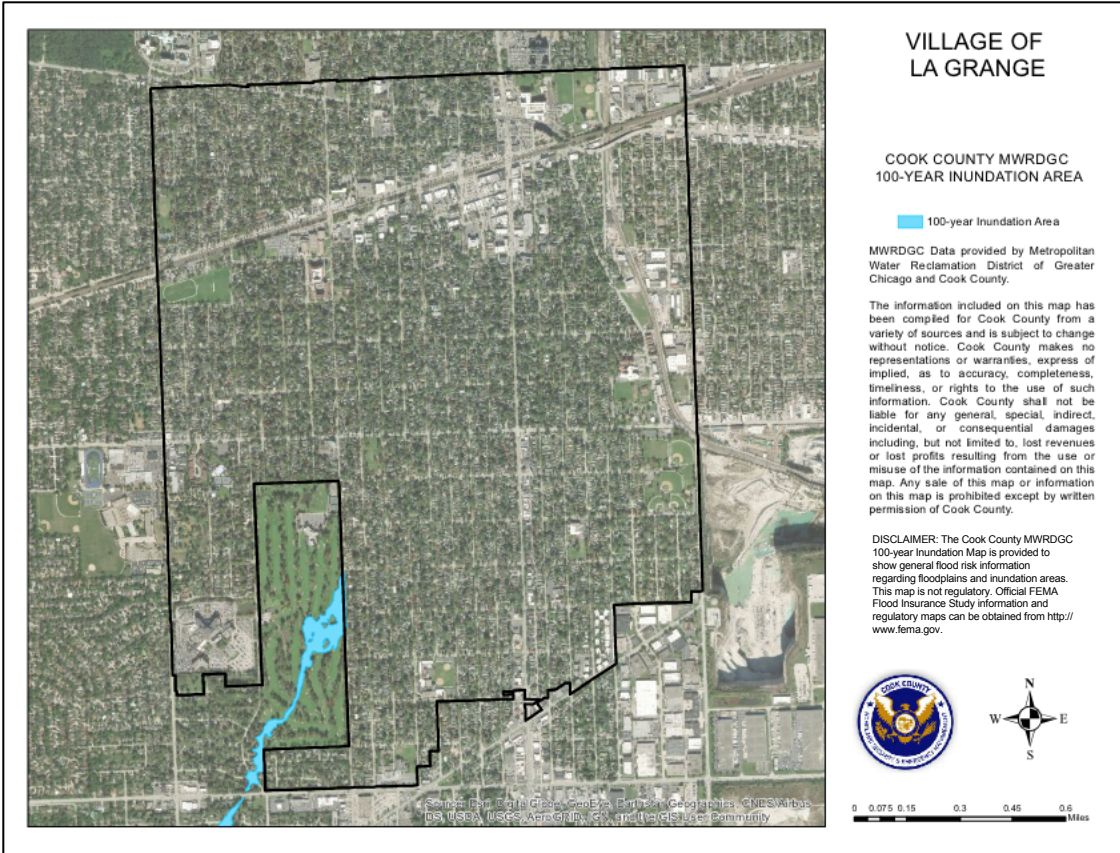 VILLAGE OF
LA GRANGE
COOK COUNTY MWRDGC
100-YEAR INUNDATION AREA
100-year Inundation Area
MWRDGC Data provided by Metropolitan
Water Reclamation District of Greater
Chicago and Cook County.
The information included on this map has
been compiled for Cook County from a
variety of sources and is subject to change
without notice. Cook County makes no
representations or warranties, express of
implied, as to accuracy, completeness,
timeliness, or rights to the use of such
information. Cook County shall not be
liable for any general, special, indirect,
incidental, or consequential damages
including, but not limited to, lost revenues
or lost profits resulting from the use or
misuse of the information contained on this
map. Any sale of this map or information
on this map is prohibited except by written
permission of Cook County.
DISCLAIMER: The Cook County MWRDGC
100-year Inundation Map is provided to
show general flood risk information
regarding floodplains and inundation areas.
This map is not regulatory. Official FEMA
Flood Insurance Study information and
regulatory maps can be obtained from http://
www.fema.gov.
COOK COUNTY
N
W E
S
0 0.075 0.15 0.3 0.45 0.6
Miles
Source: Esri, DigitalGlobe, GeoEye, Earthstar Geographics, CNES/Airbus
DS, USDA, USGS, AeroGRID, IGN, and the GIS User Community